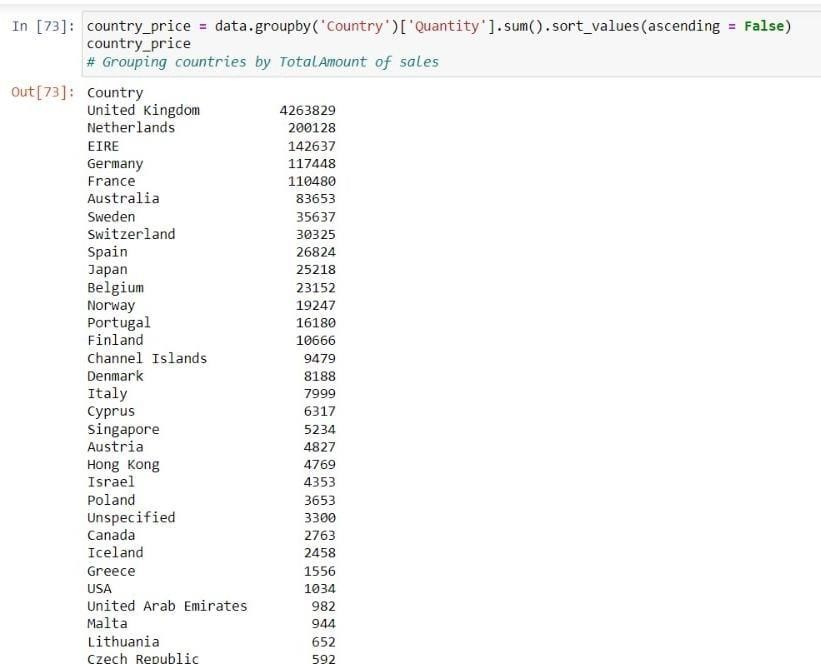 In [73]: country_price = data.groupby('Country')['Quantity'].sum().sort_values(ascending = False)
country_price
# Grouping countries by TotalAmount of sales
Out[73]: Country
United Kingdom 4263829
Netherlands 200128
EIRE 142637
Germany 117448
France 110480
Australia 83653
Sweden 35637
Switzerland 30325
Spain 26824
Japan 25218
Belgium 23152
Norway 19247
Portugal 16180
Finland 10666
Channel Islands 9479
Denmark 8188
Italy 7999
Cyprus 6317
Singapore 5234
Austria 4827
Hong Kong 4769
Israel 4353
Poland 3653
Unspecified 3300
Canada 2763
Iceland 2458
Greece 1556
USA 1034
United Arab Emirates 982
Malta 944
Lithuania 652
Czech Republic 592